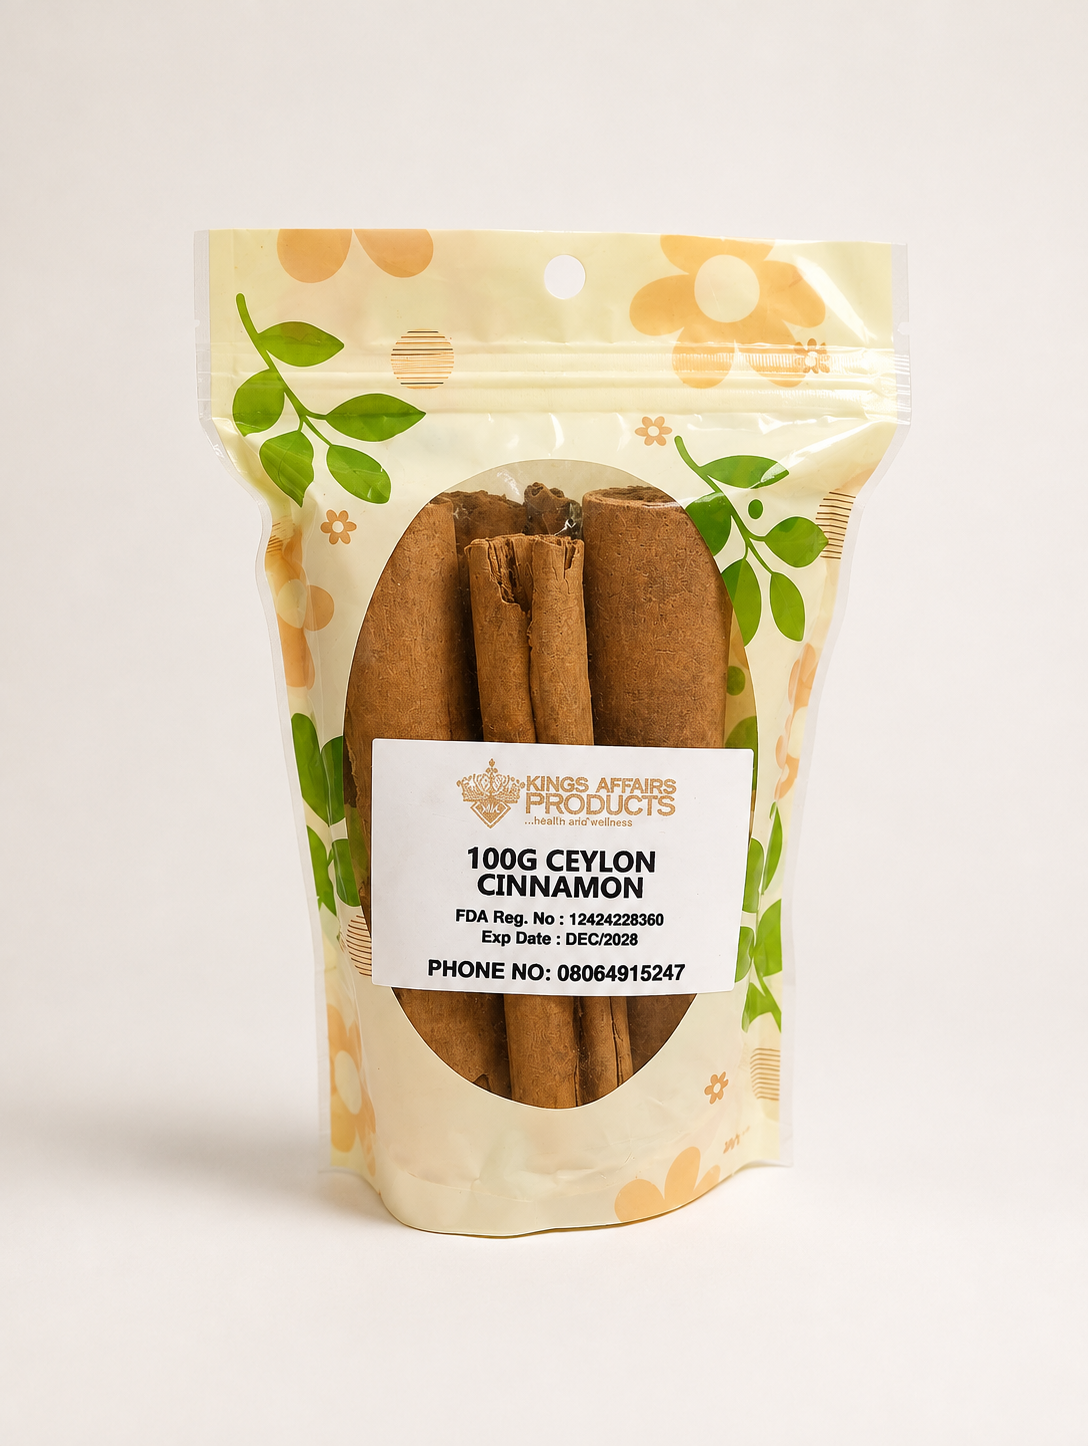 KINGS AFFAIRS
PRODUCTS
...health and wellness
100G CEYLON
CINNAMON
FDA Reg. No : 12424228360
Exp Date : DEC/2028
PHONE NO: 08064915247